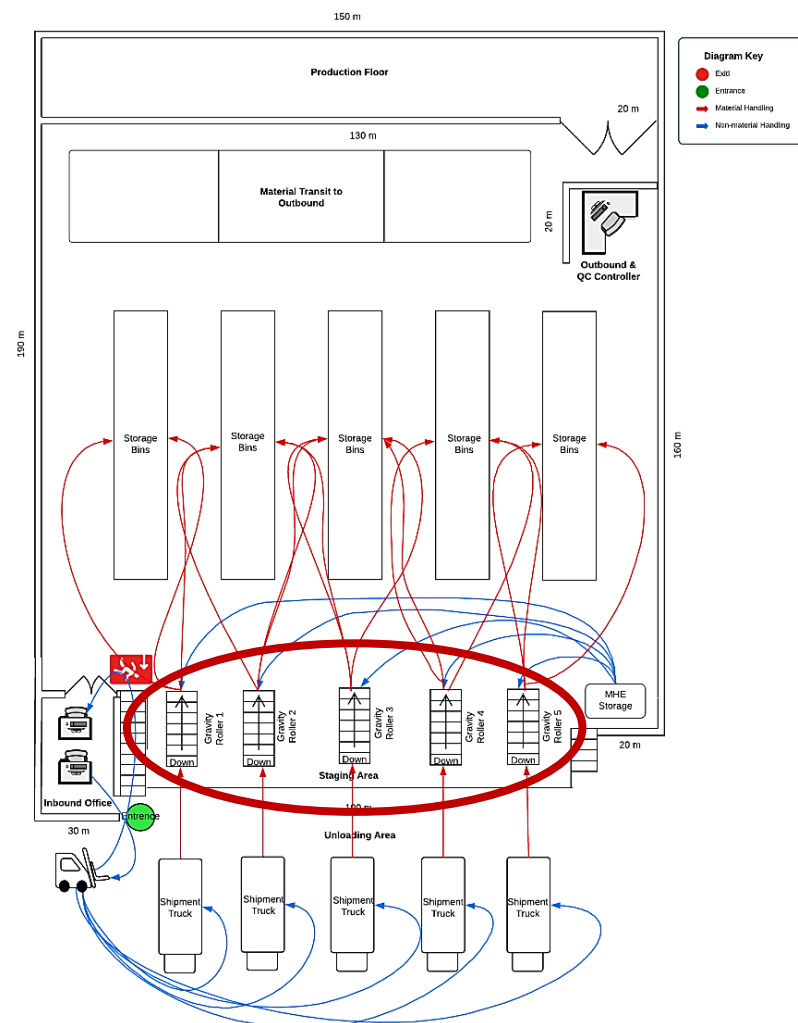 150 m
Production Floor
Diagram Key
Exitl
Entrance
Material Handling
Non-material Handling
20 m
130 m
Material Transit to
Outbound
20 m
Outbound &
QC Controller
190 m
160 m
Storage
Bins
Storage
Bins
Storage
Bins
Storage
Bins
Storage
Bins
MHE
Storage
Gravity
Roller 1
Gravity
Roller 2
Gravity
Roller 3
Gravity
Roller 4
Gravity
Roller 5
Down
Down
Down
Down
Down
20 m
Staging Area
Inbound Office
100 m
Entrence
30 m
Unloading Area
Shipment
Truck
Shipment
Truck
Shipment
Truck
Shipment
Truck
Shipment
Truck